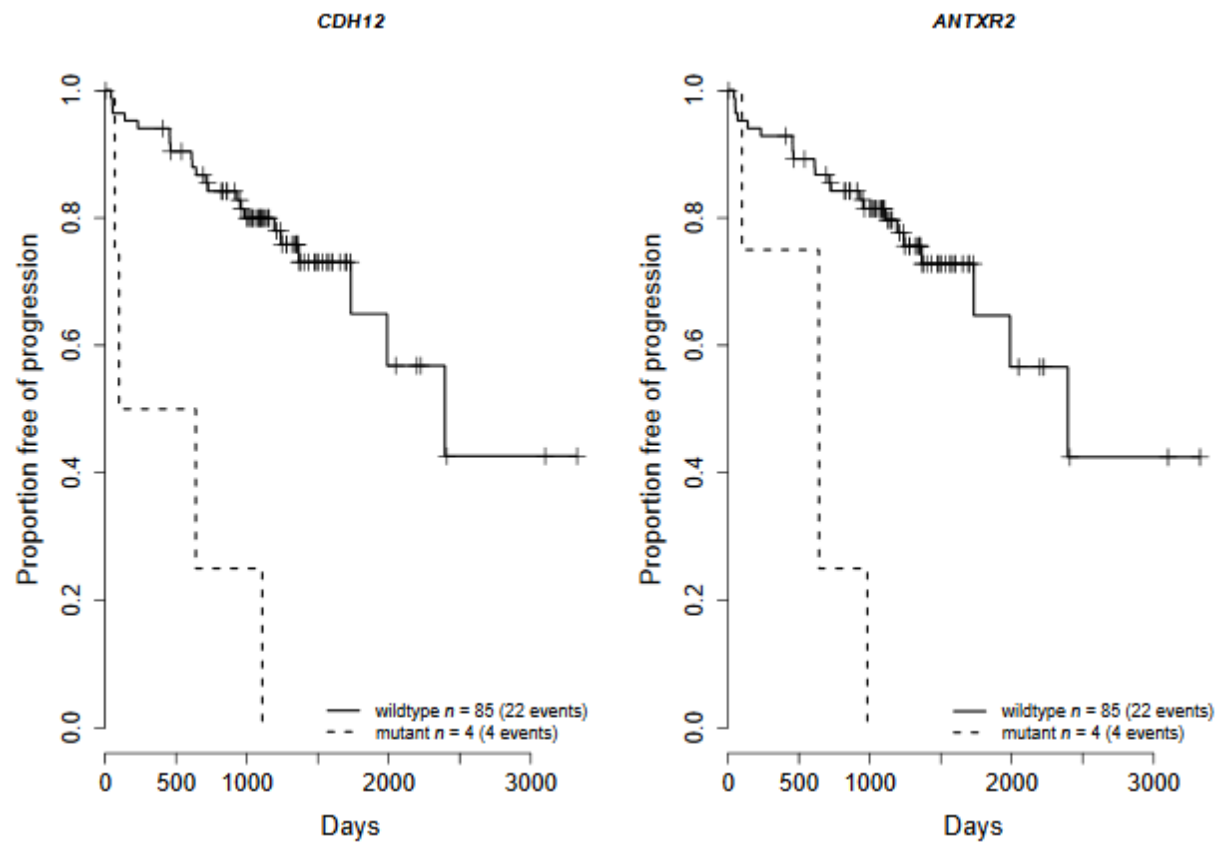 CDH12
Proportion free of progression
1.0
0.8
0.6
0.4
0.2
0.0
wildtype n = 85 (22 events)
mutant n = 4 (4 events)
0 500 1000 2000 3000
Days
ANTXR2
Proportion free of progression
1.0
0.8
0.6
0.4
0.2
0.0
wildtype n = 85 (22 events)
mutant n = 4 (4 events)
0 500 1000 2000 3000
Days